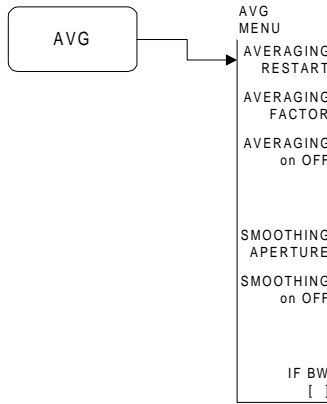 AVG
AVG
MENU
AVERAGING
RESTART
AVERAGING
FACTOR
AVERAGING
on OFF
SMOOTHING
APERTURE
SMOOTHING
on OFF
IF BW
[ ]